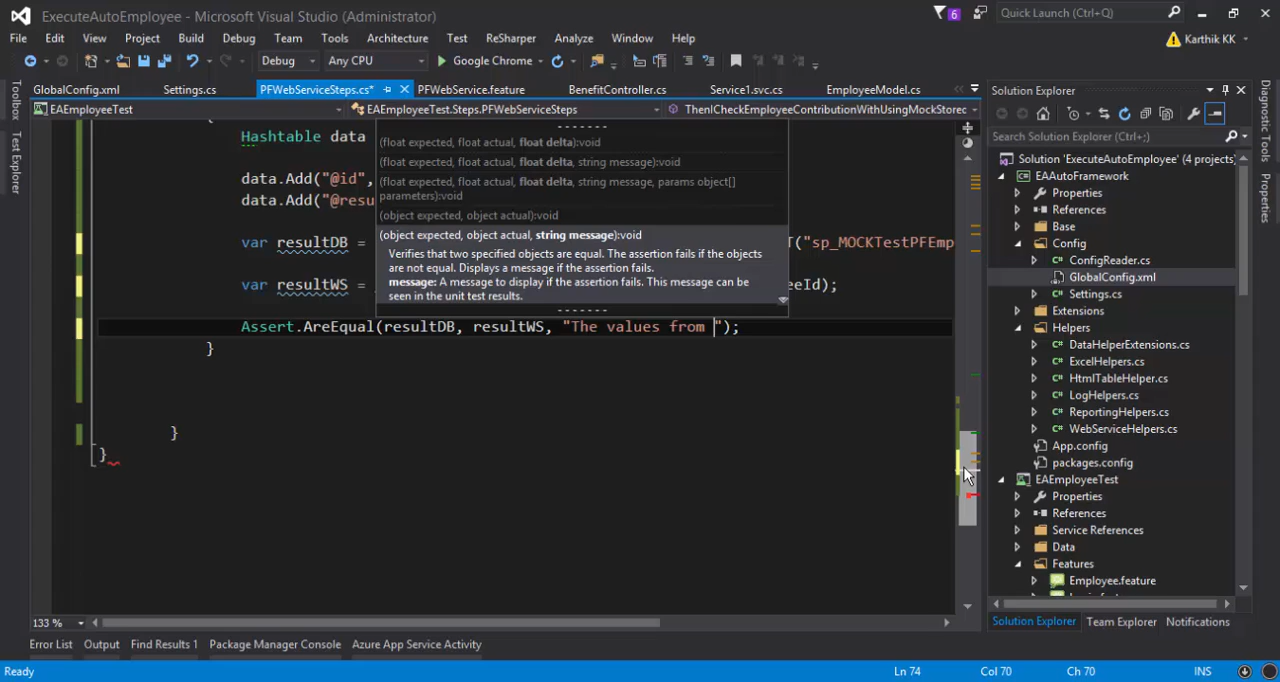 ExecuteAutoEmployee - Microsoft Visual Studio (Administrator)
6
Quick Launch (Ctrl+Q)
File Edit View Project Build Debug Team Tools Architecture Test ReSharper Analyze Window Help
Karthik KK
Debug Any CPU Google Chrome
GlobalConfig.xml Settings.cs PFWebServiceSteps.cs* PFWebService.feature BenefitController.cs Service1.svc.cs EmployeeModel.cs
EAEmployeeTest EAEmployeeTest.Steps.PFWebServiceSteps ThenICheckEmployeeContributionWithUsingMockStorec
Toolbox
Test Explorer
Hashtable data
data.Add("@id",
data.Add("@resu
var resultDB = T("sp_MOCKTestPFEmp
var resultWS = eeId);
Assert.AreEqual(resultDB, resultWS, "The values from ");
}
}
}
-------
(float expected, float actual, float delta):void
(float expected, float actual, float delta, string message):void
(float expected, float actual, float delta, string message, params object[]
parameters):void
(object expected, object actual):void
(object expected, object actual, string message):void
Verifies that two specified objects are equal. The assertion fails if the objects
are not equal. Displays a message if the assertion fails.
message: A message to display if the assertion fails. This message can be
seen in the unit test results.
-------
Solution Explorer
Search Solution Explorer (Ctrl+;)
Solution 'ExecuteAutoEmployee' (4 projects)
EAAutoFramework
Properties
References
Base
Config
ConfigReader.cs
GlobalConfig.xml
Settings.cs
Extensions
Helpers
DataHelperExtensions.cs
ExcelHelpers.cs
HtmlTableHelper.cs
LogHelpers.cs
ReportingHelpers.cs
WebServiceHelpers.cs
App.config
packages.config
EAEmployeeTest
Properties
References
Service References
Data
Features
Employee.feature
Solution Explorer Team Explorer Notifications
Diagnostic Tools
Properties
133 %
Error List Output Find Results 1 Package Manager Console Azure App Service Activity
Ready Ln 74 Col 70 Ch 70 INS